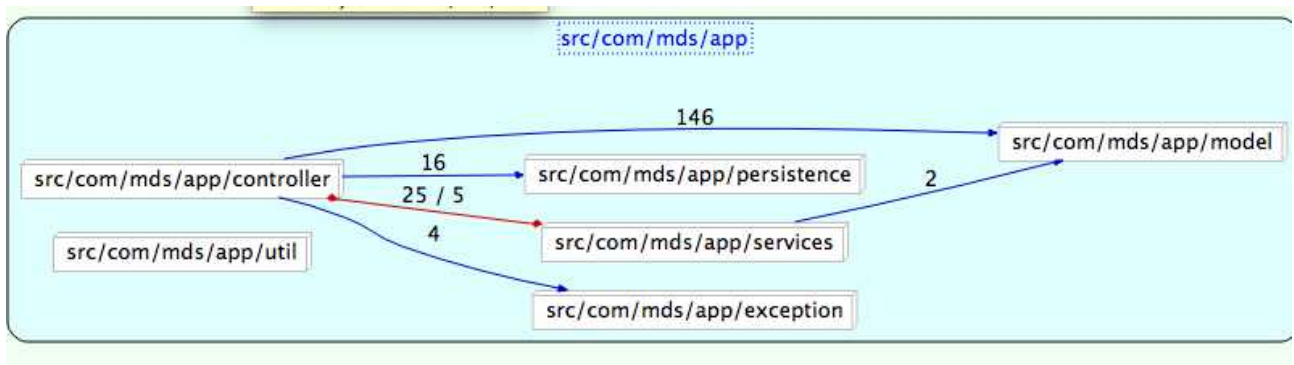 src/com/mds/app
146
src/com/mds/app/model
16
src/com/mds/app/controller
src/com/mds/app/persistence
2
25 / 5
4
src/com/mds/app/services
src/com/mds/app/util
src/com/mds/app/exception